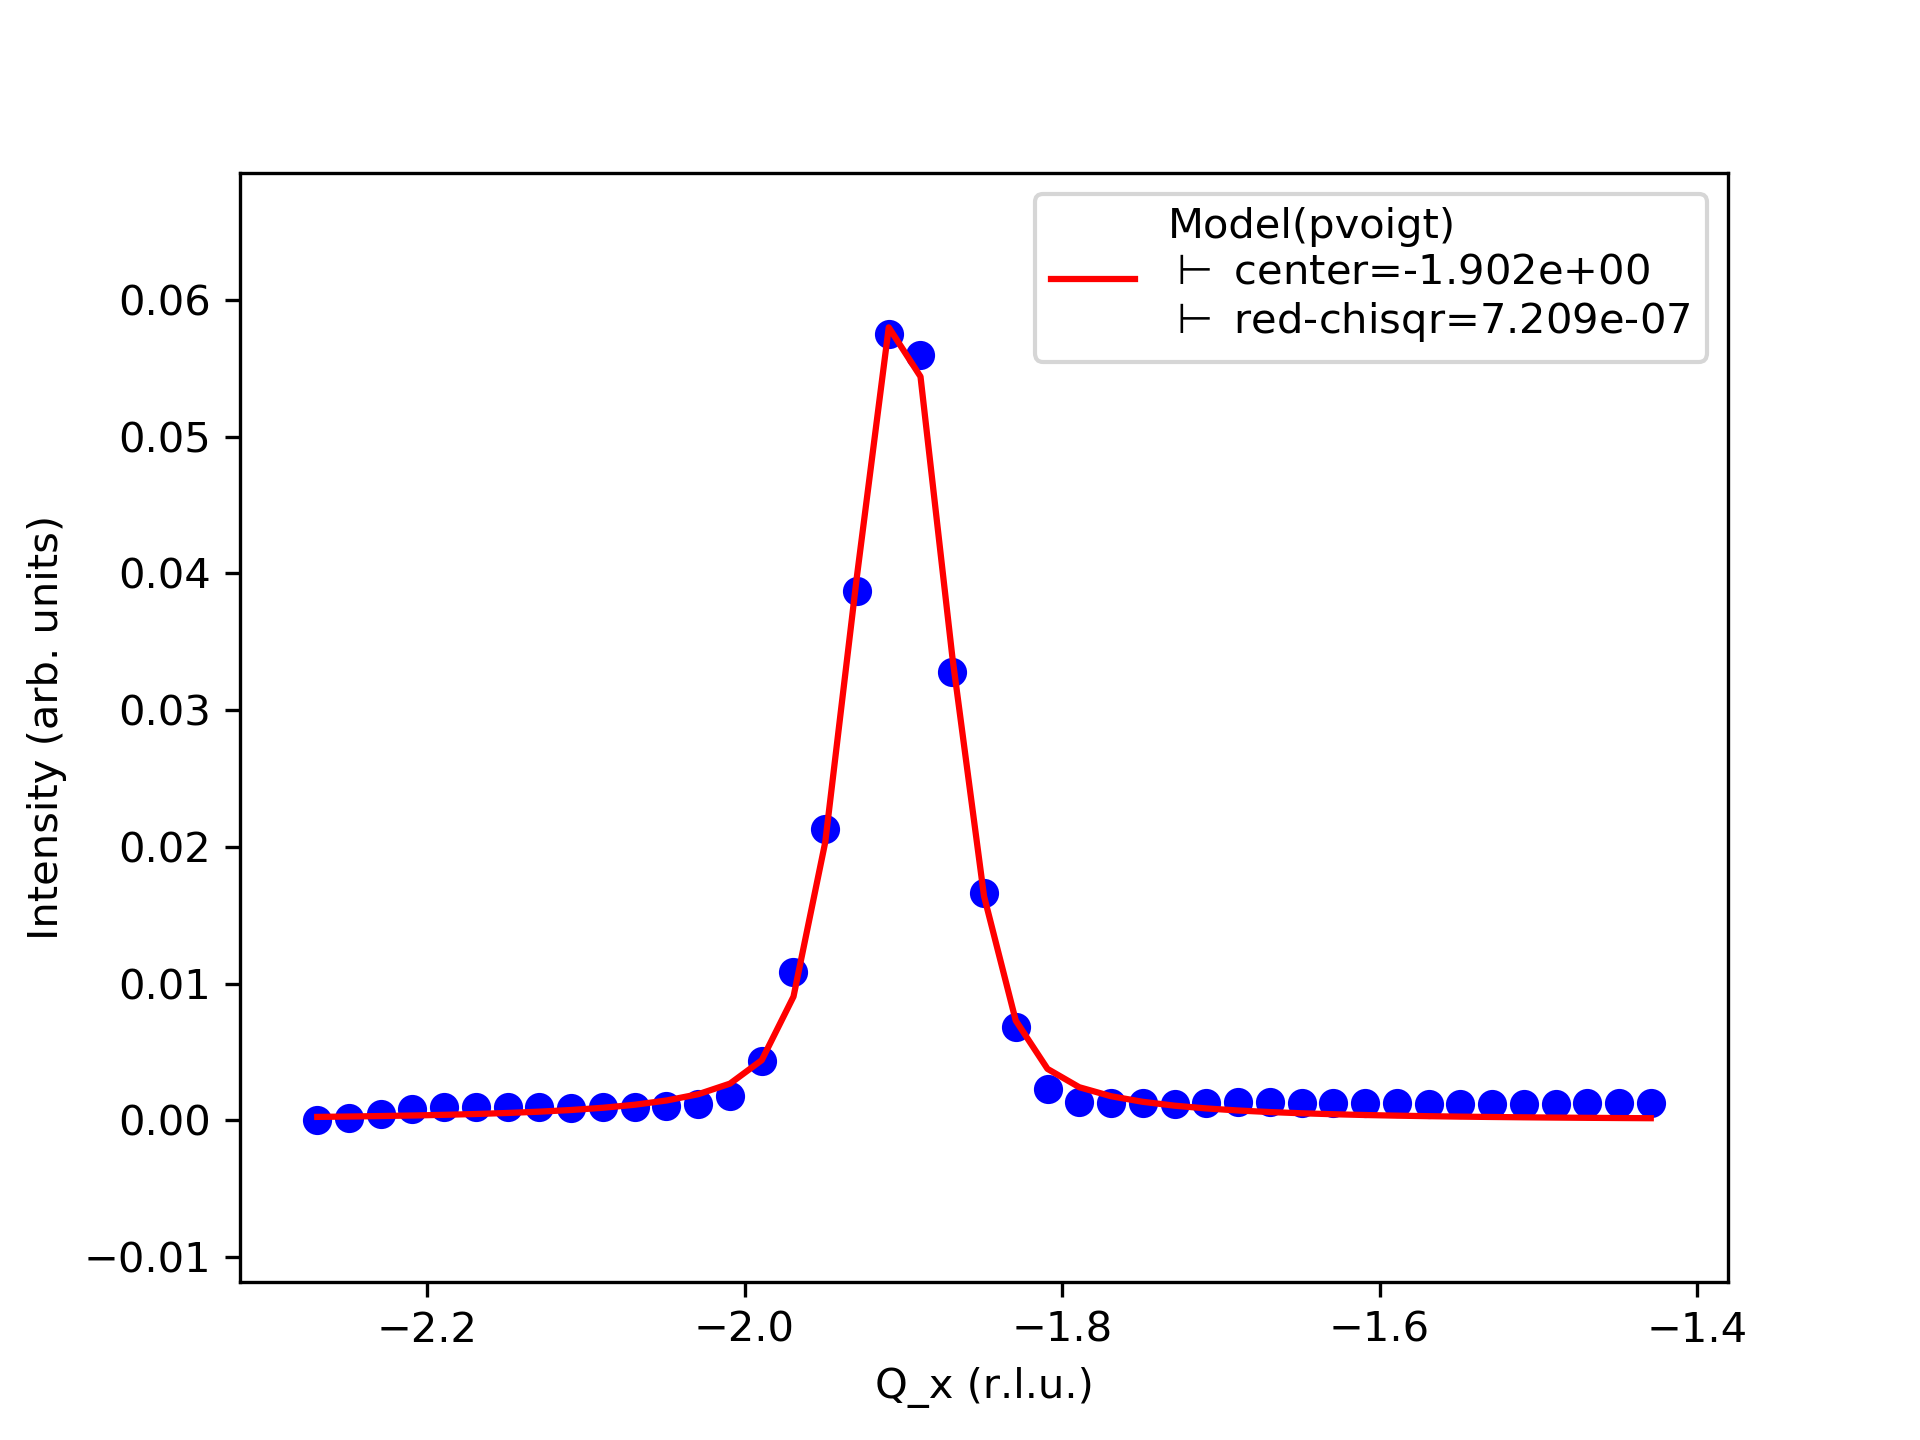 Model(pvoigt)
⊢ center=-1.902e+00
⊢ red-chisqr=7.209e-07
0.06
0.05
0.04
0.03
0.02
0.01
0.00
−0.01
Intensity (arb. units)
−2.2 −2.0 −1.8 −1.6 −1.4
Q_x (r.l.u.)